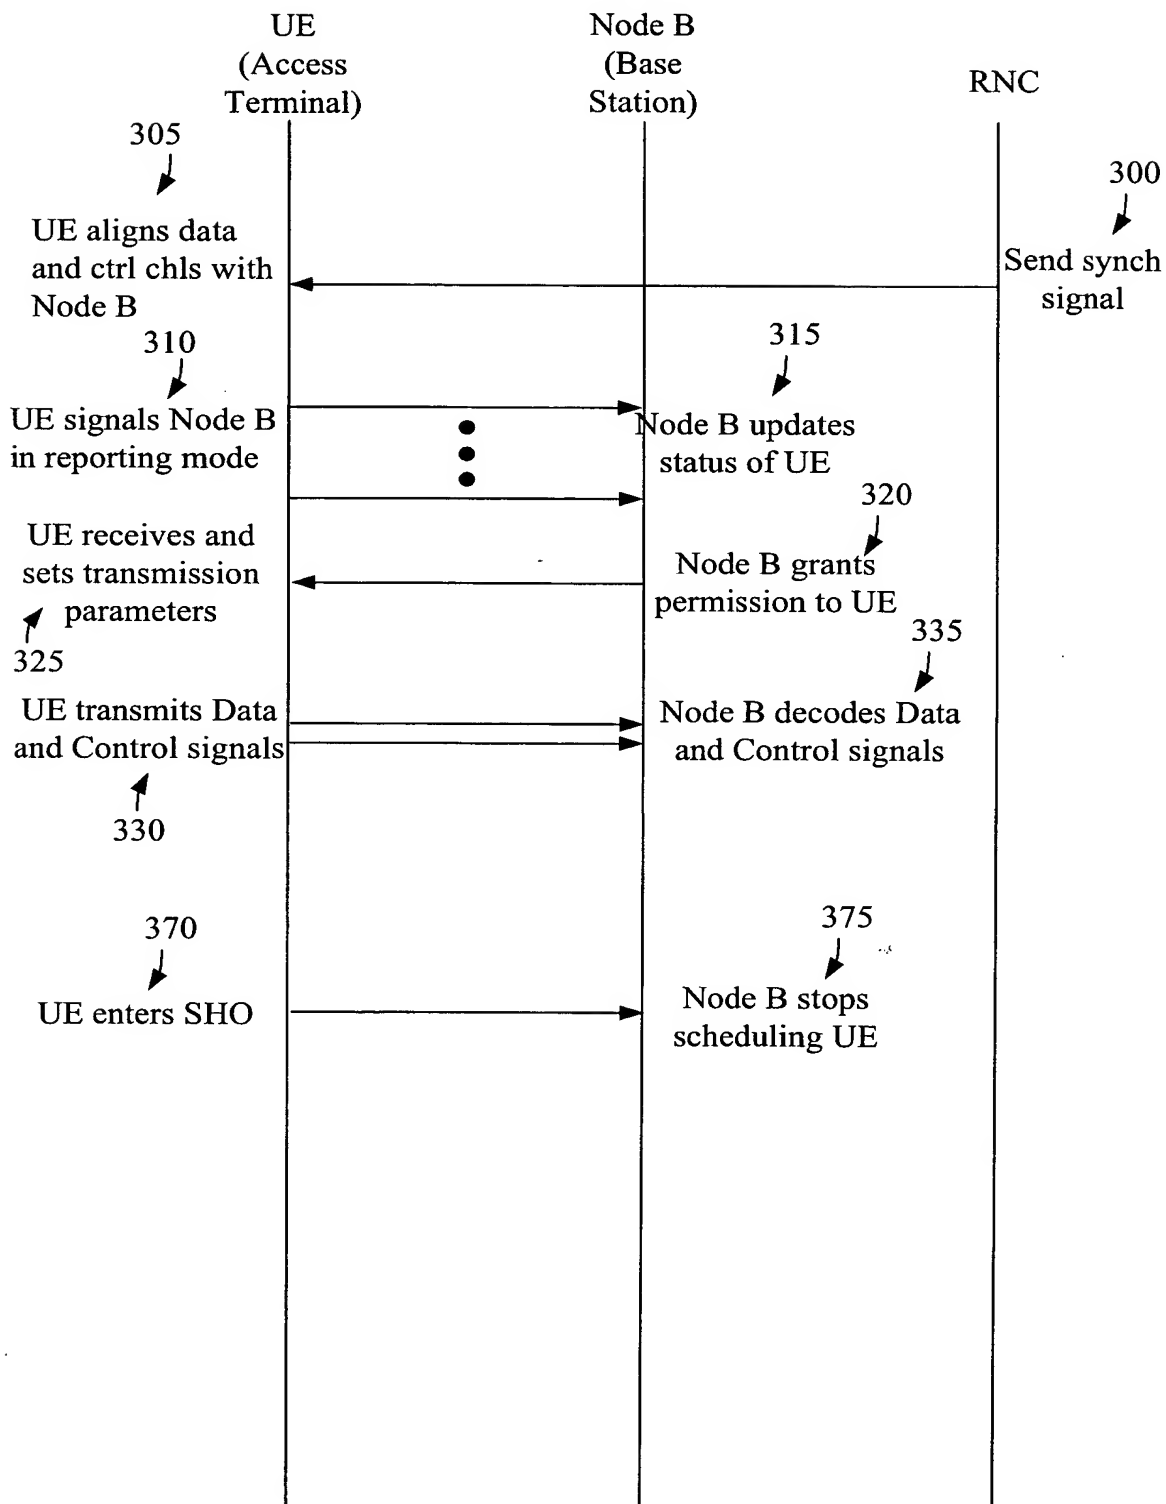 UE
(Access
Terminal)
Node B
(Base
Station)
RNC
305
300
UE aligns data
and ctrl chls with
Node B
Send synch
signal
310
315
UE signals Node B
in reporting mode
Node B updates
status of UE
320
UE receives and
sets transmission
parameters
Node B grants
permission to UE
325
335
UE transmits Data
and Control signals
Node B decodes Data
and Control signals
330
370
375
UE enters SHO
Node B stops
scheduling UE